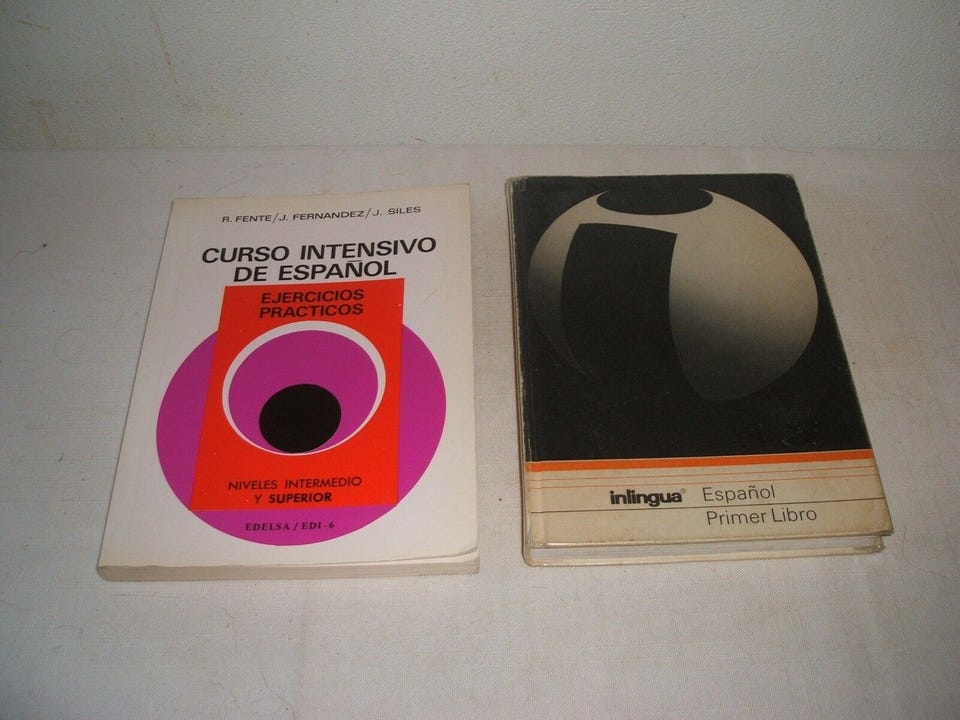 R. FENTE/J. FERNANDEZ/J. SILES
CURSO INTENSIVO
DE ESPAÑOL
EJERCICIOS
PRACTICOS
NIVELES INTERMEDIO
Y SUPERIOR
EDELSA / EDI - 6
inlingua® Español
Primer Libro